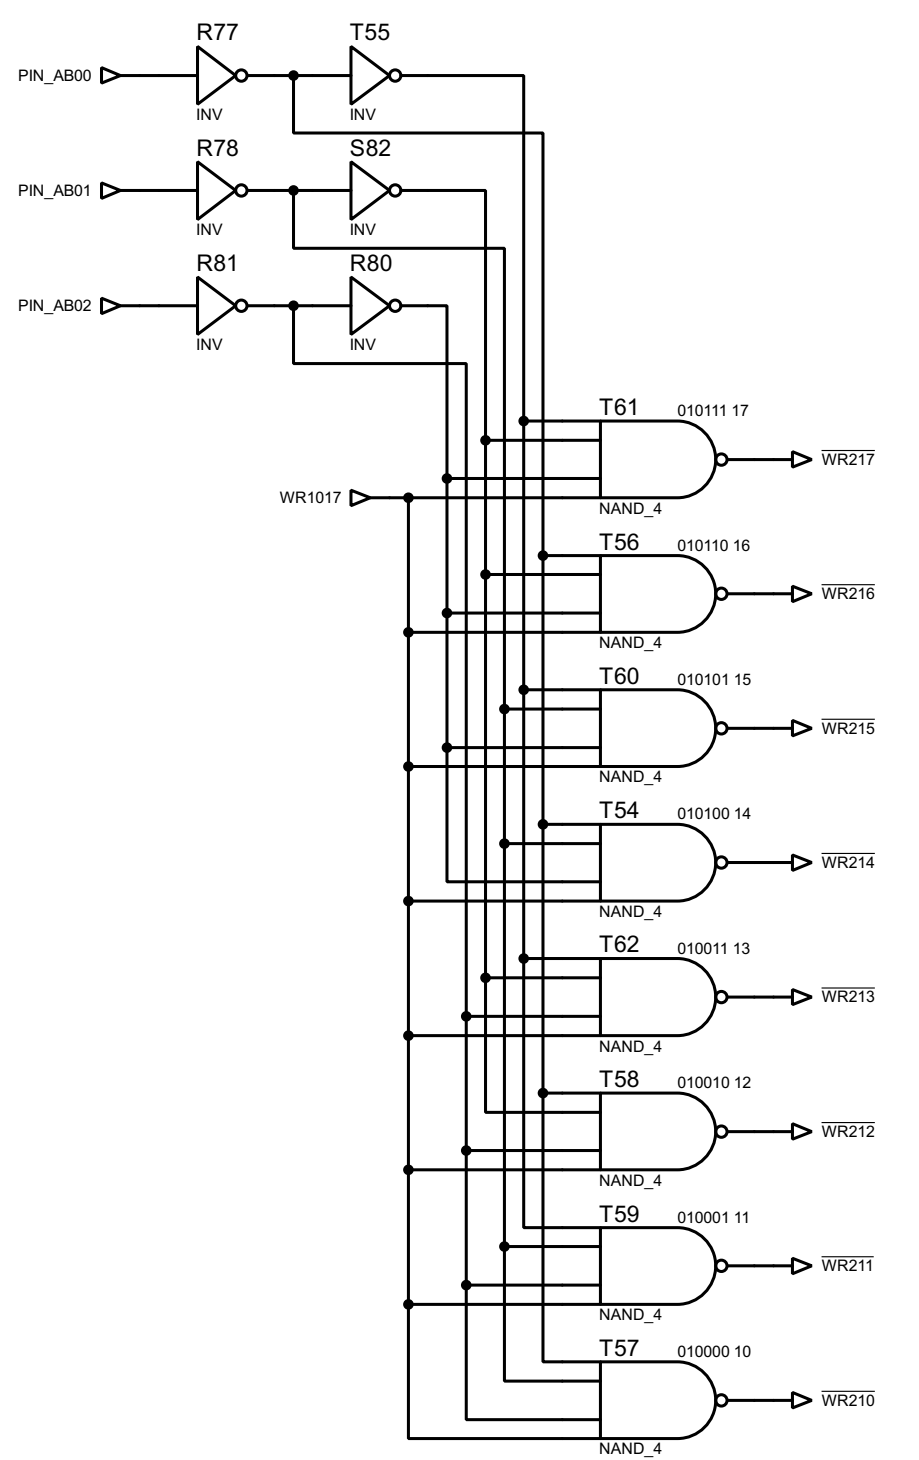 R77 T55
PIN_AB00
INV INV
R78 S82
PIN_AB01
INV INV
R81 R80
PIN_AB02
INV INV
T61 010111 17
WR217
WR1017
NAND_4
T56 010110 16
WR216
NAND_4
T60 010101 15
WR215
NAND_4
T54 010100 14
WR214
NAND_4
T62 010011 13
WR213
NAND_4
T58 010010 12
WR212
NAND_4
T59 010001 11
WR211
NAND_4
T57 010000 10
WR210
NAND_4